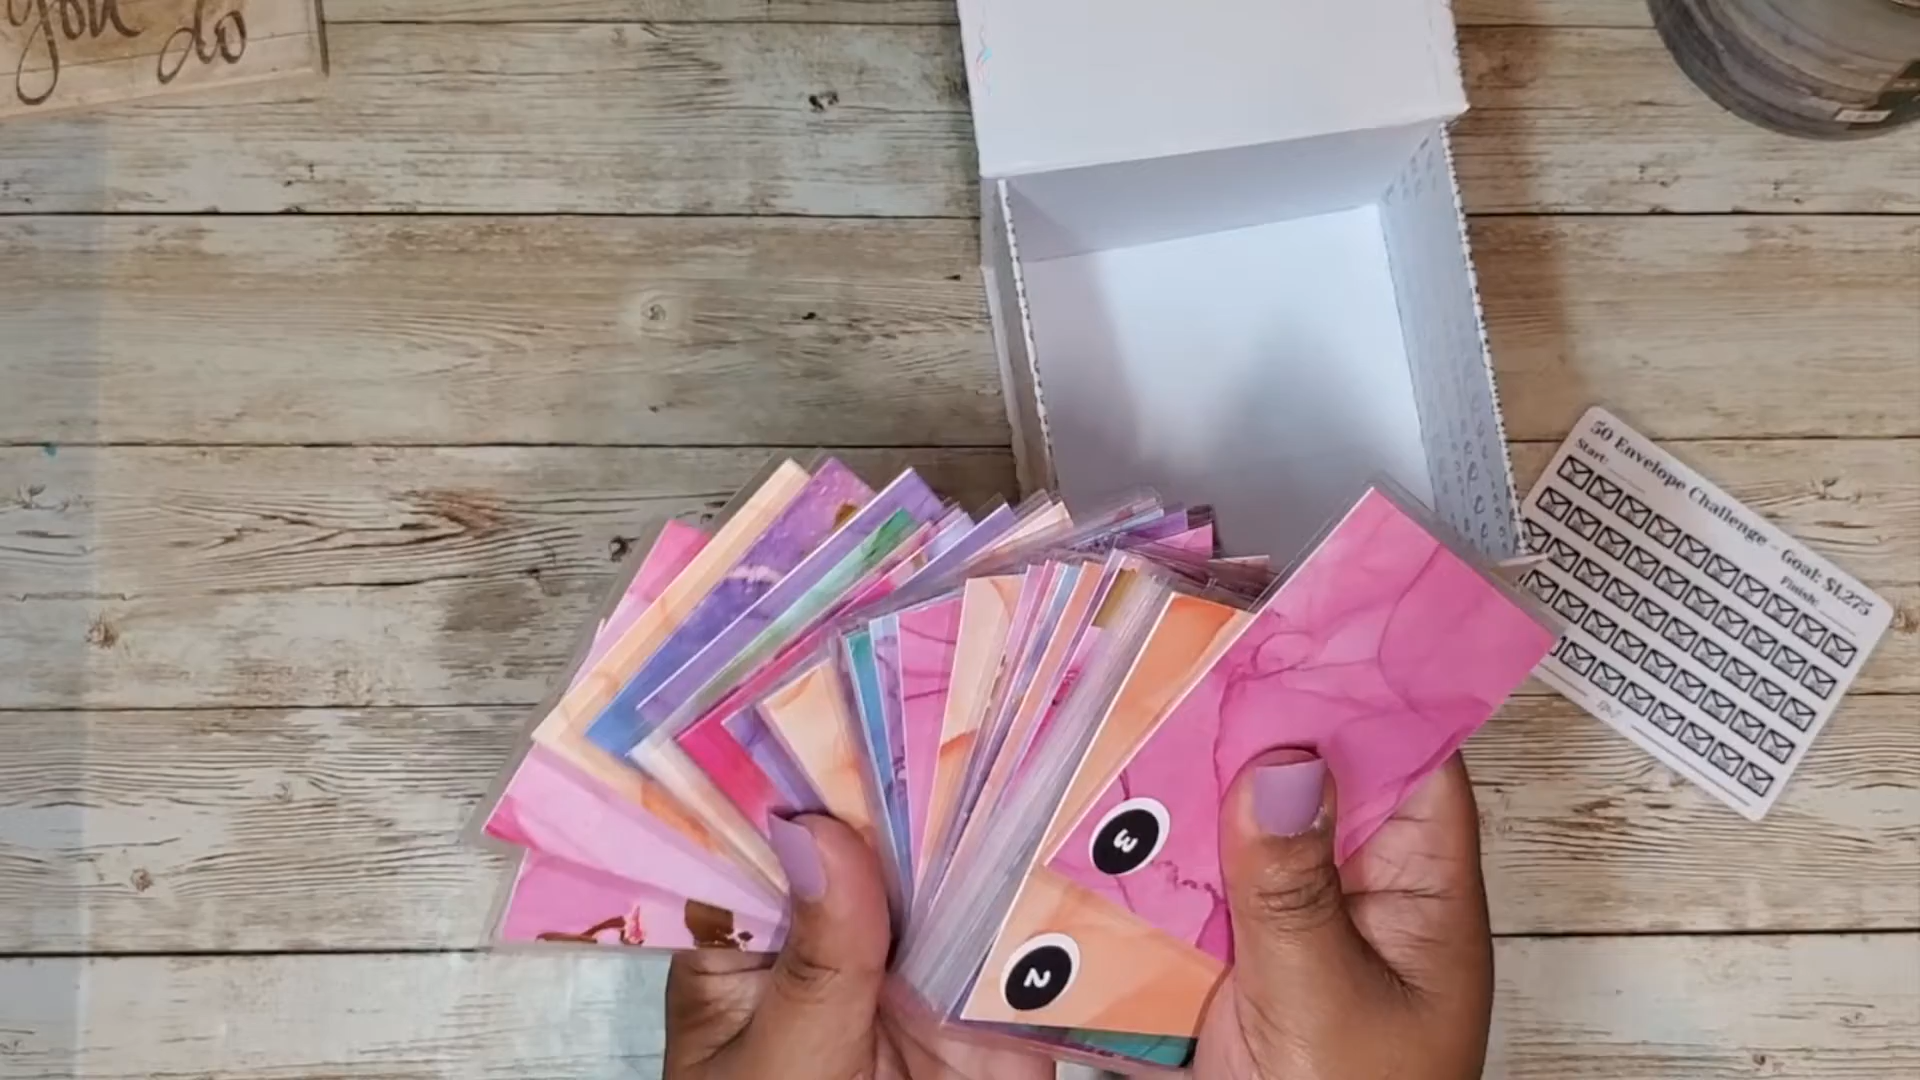 you do
50 Envelope Challenge - Goal: $1,275
Start: Finish:
3
2